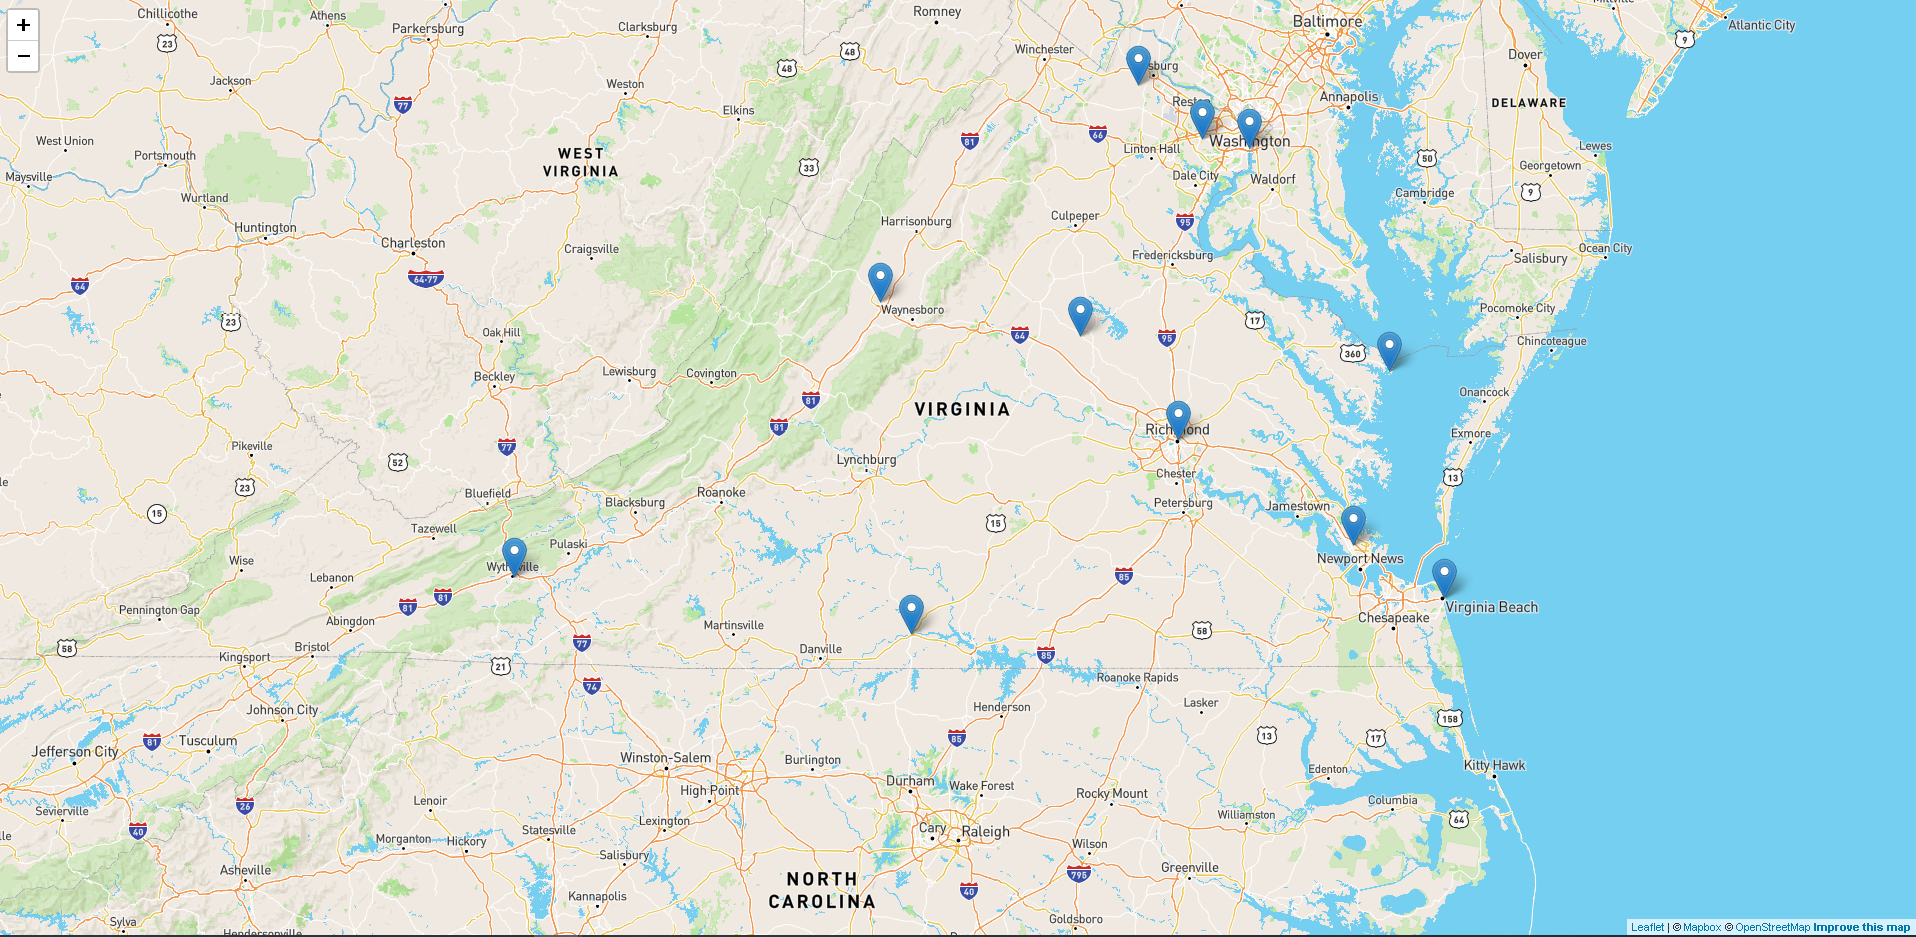 +
−
Chillicothe
Athens
Parkersburg
Clarksburg
Romney
Winchester
Baltimore
Atlantic City
Jackson
Weston
Elkins
Dover
Annapolis
DELAWARE
West Union
Portsmouth
WEST
VIRGINIA
Linton Hall
Washington
Lewes
Georgetown
Maysville
Wurtland
Dale City
Waldorf
Cambridge
Huntington
Charleston
Craigsville
Harrisonburg
Culpeper
Fredericksburg
Ocean City
Salisbury
Waynesboro
Pocomoke City
Chincoteague
Oak Hill
Beckley
Lewisburg
Covington
VIRGINIA
Onancock
Exmore
Richmond
Pikeville
Lynchburg
Chester
Roanoke
Petersburg
Jamestown
Bluefield
Blacksburg
Tazewell
Pulaski
Wytheville
Wise
Lebanon
Newport News
Virginia Beach
Chesapeake
Pennington Gap
Abingdon
Martinsville
Danville
Bristol
Kingsport
Roanoke Rapids
Lasker
Henderson
Johnson City
Tusculum
Jefferson City
Winston-Salem
Burlington
Kitty Hawk
Edenton
Durham
Wake Forest
High Point
Rocky Mount
Columbia
Sevierville
Lenoir
Williamston
Lexington
Statesville
Cary
Raleigh
Morganton
Hickory
Salisbury
Wilson
Greenville
Asheville
NORTH
CAROLINA
Kannapolis
Sylva
Goldsboro
Hendersonville
23
77
48
48
9
81
66
50
33
9
95
64
64-77
23
64
95
17
360
81
81
77
52
23
15
15
13
85
81
81
58
77
58
21
85
74
158
13
17
81
85
26
40
64
795
40
Leaflet | © Mapbox © OpenStreetMap Improve this map